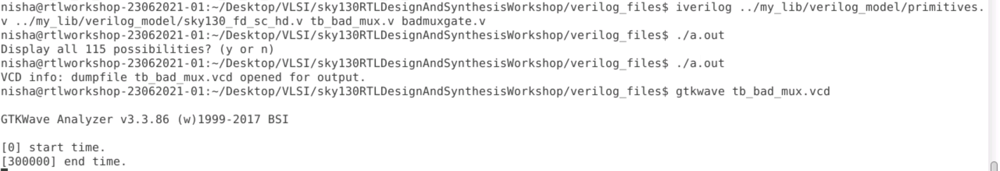 nisha@rtlworkshop-23062021-01:~/Desktop/VLSI/sky130RTLDesignAndSynthesisWorkshop/verilog_files$ iverilog ../my_lib/verilog_model/primitives.
v ../my_lib/verilog_model/sky130_fd_sc_hd.v tb_bad_mux.v badmuxgate.v
nisha@rtlworkshop-23062021-01:~/Desktop/VLSI/sky130RTLDesignAndSynthesisWorkshop/verilog_files$ ./a.out
Display all 115 possibilities? (y or n)
nisha@rtlworkshop-23062021-01:~/Desktop/VLSI/sky130RTLDesignAndSynthesisWorkshop/verilog_files$ ./a.out
VCD info: dumpfile tb_bad_mux.vcd opened for output.
nisha@rtlworkshop-23062021-01:~/Desktop/VLSI/sky130RTLDesignAndSynthesisWorkshop/verilog_files$ gtkwave tb_bad_mux.vcd
GTKWave Analyzer v3.3.86 (w)1999-2017 BSI
[0] start time.
[300000] end time.